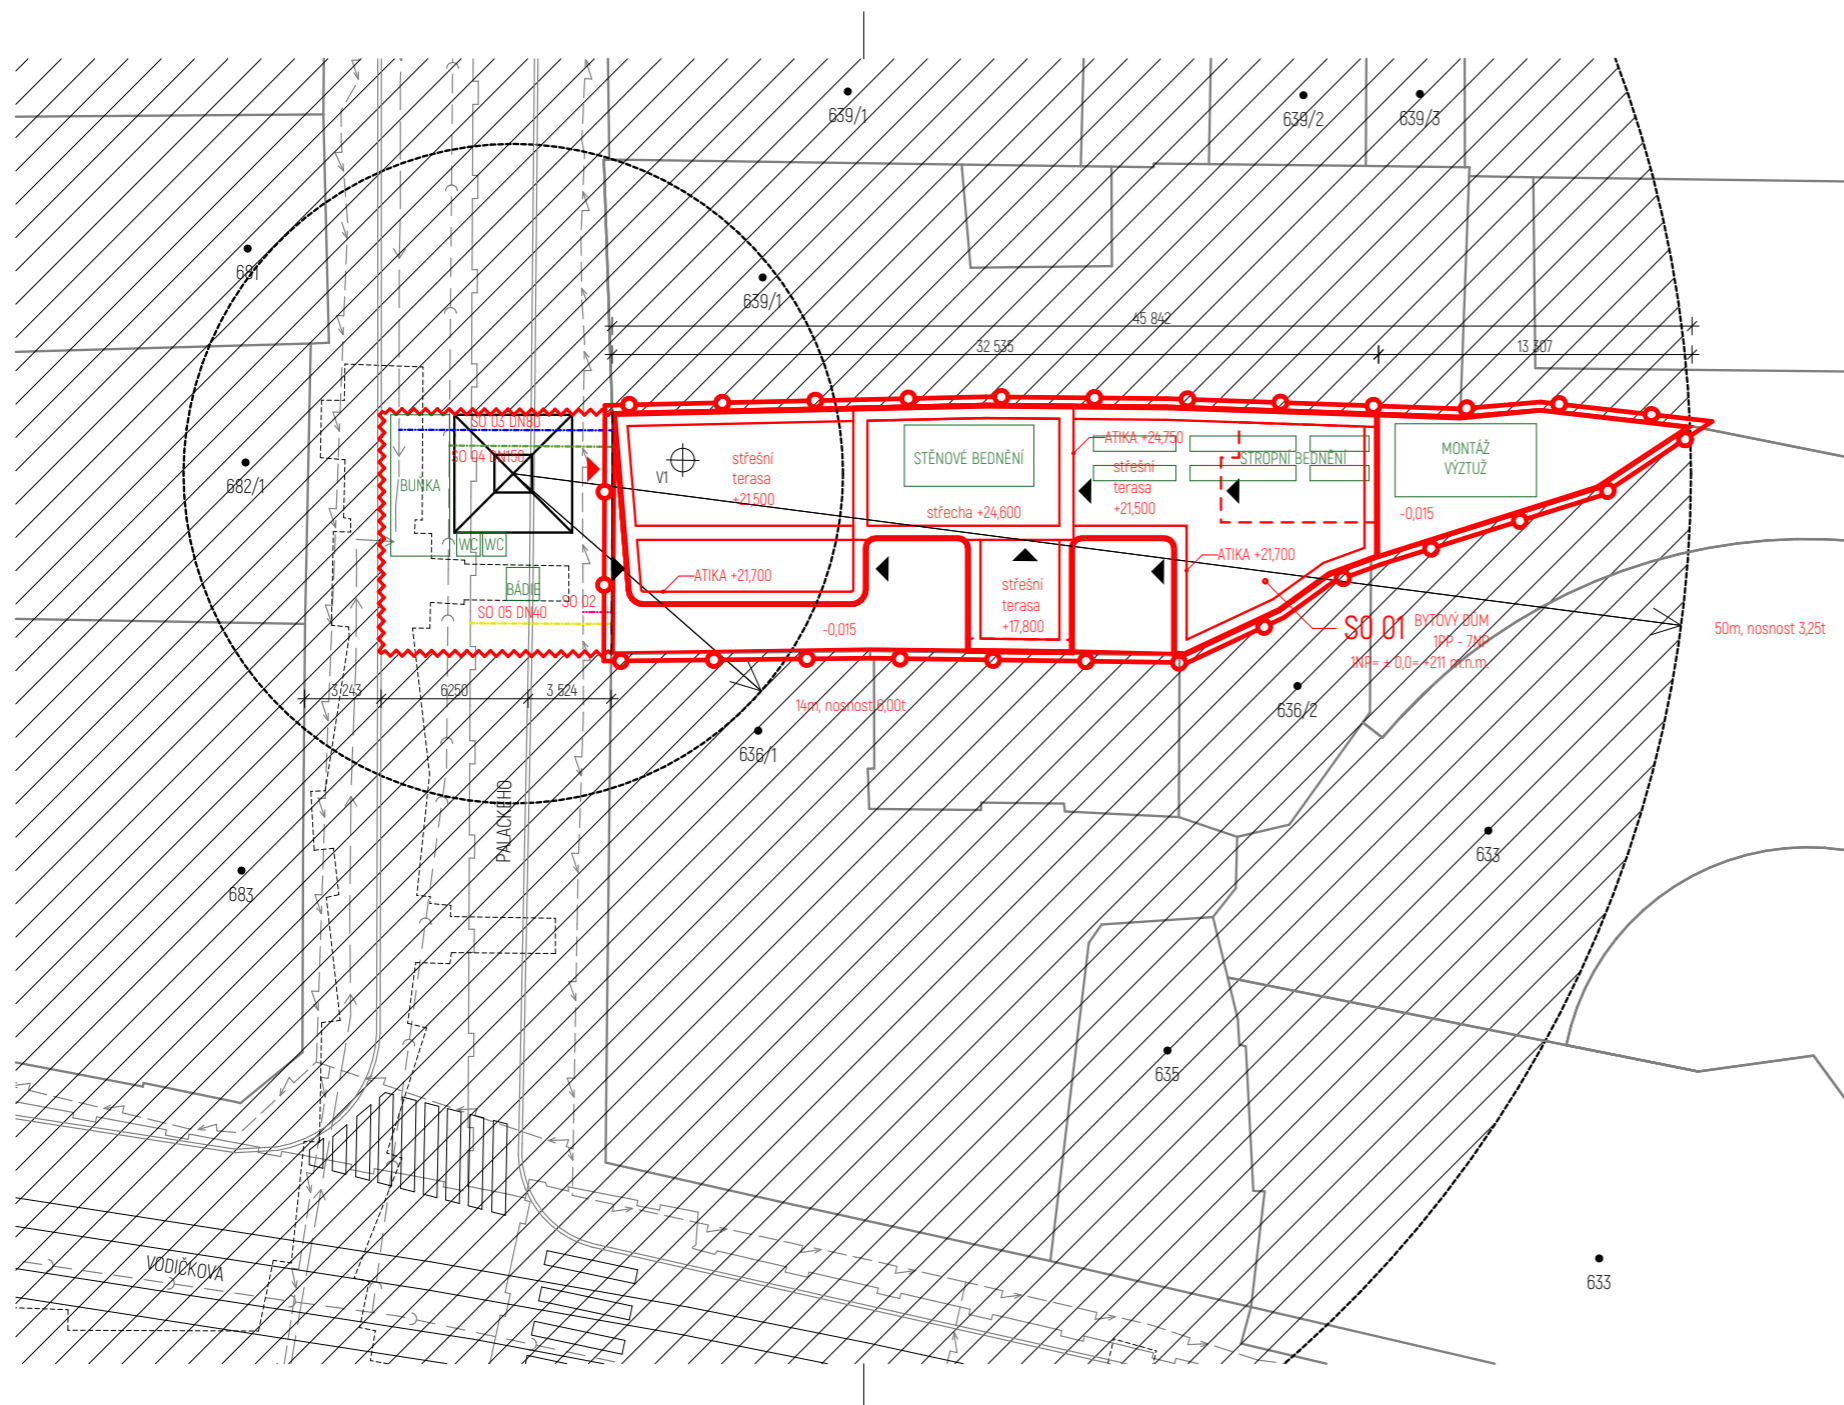 639/1
639/2
639/3
681
639/1
45 842
32 535
13 307
SO 03 DN80
SO 04 DN150
BUŇKA
682/1
V1
střešní
terasa
+21,500
STĚNOVÉ BEDNĚNÍ
střecha +24,600
ATIKA +24,750
střešní
terasa
+21,500
STROPNÍ BEDNĚNÍ
MONTÁŽ
VÝZTUŽ
-0,015
WC
WC
BÁDIE
SO 02
SO 05 DN40
ATIKA +21,700
-0,015
střešní
terasa
+17,800
ATIKA +21,700
SO 01
BYTOVÝ DŮM
1PP - 7NP
1NP= ± 0,0= +211 m.n.m.
50m, nosnost 3,25t
3 243
6250
3 524
14m, nosnost 6,00t
636/1
636/2
PALACKÉHO
683
633
635
VODIČKOVA
633